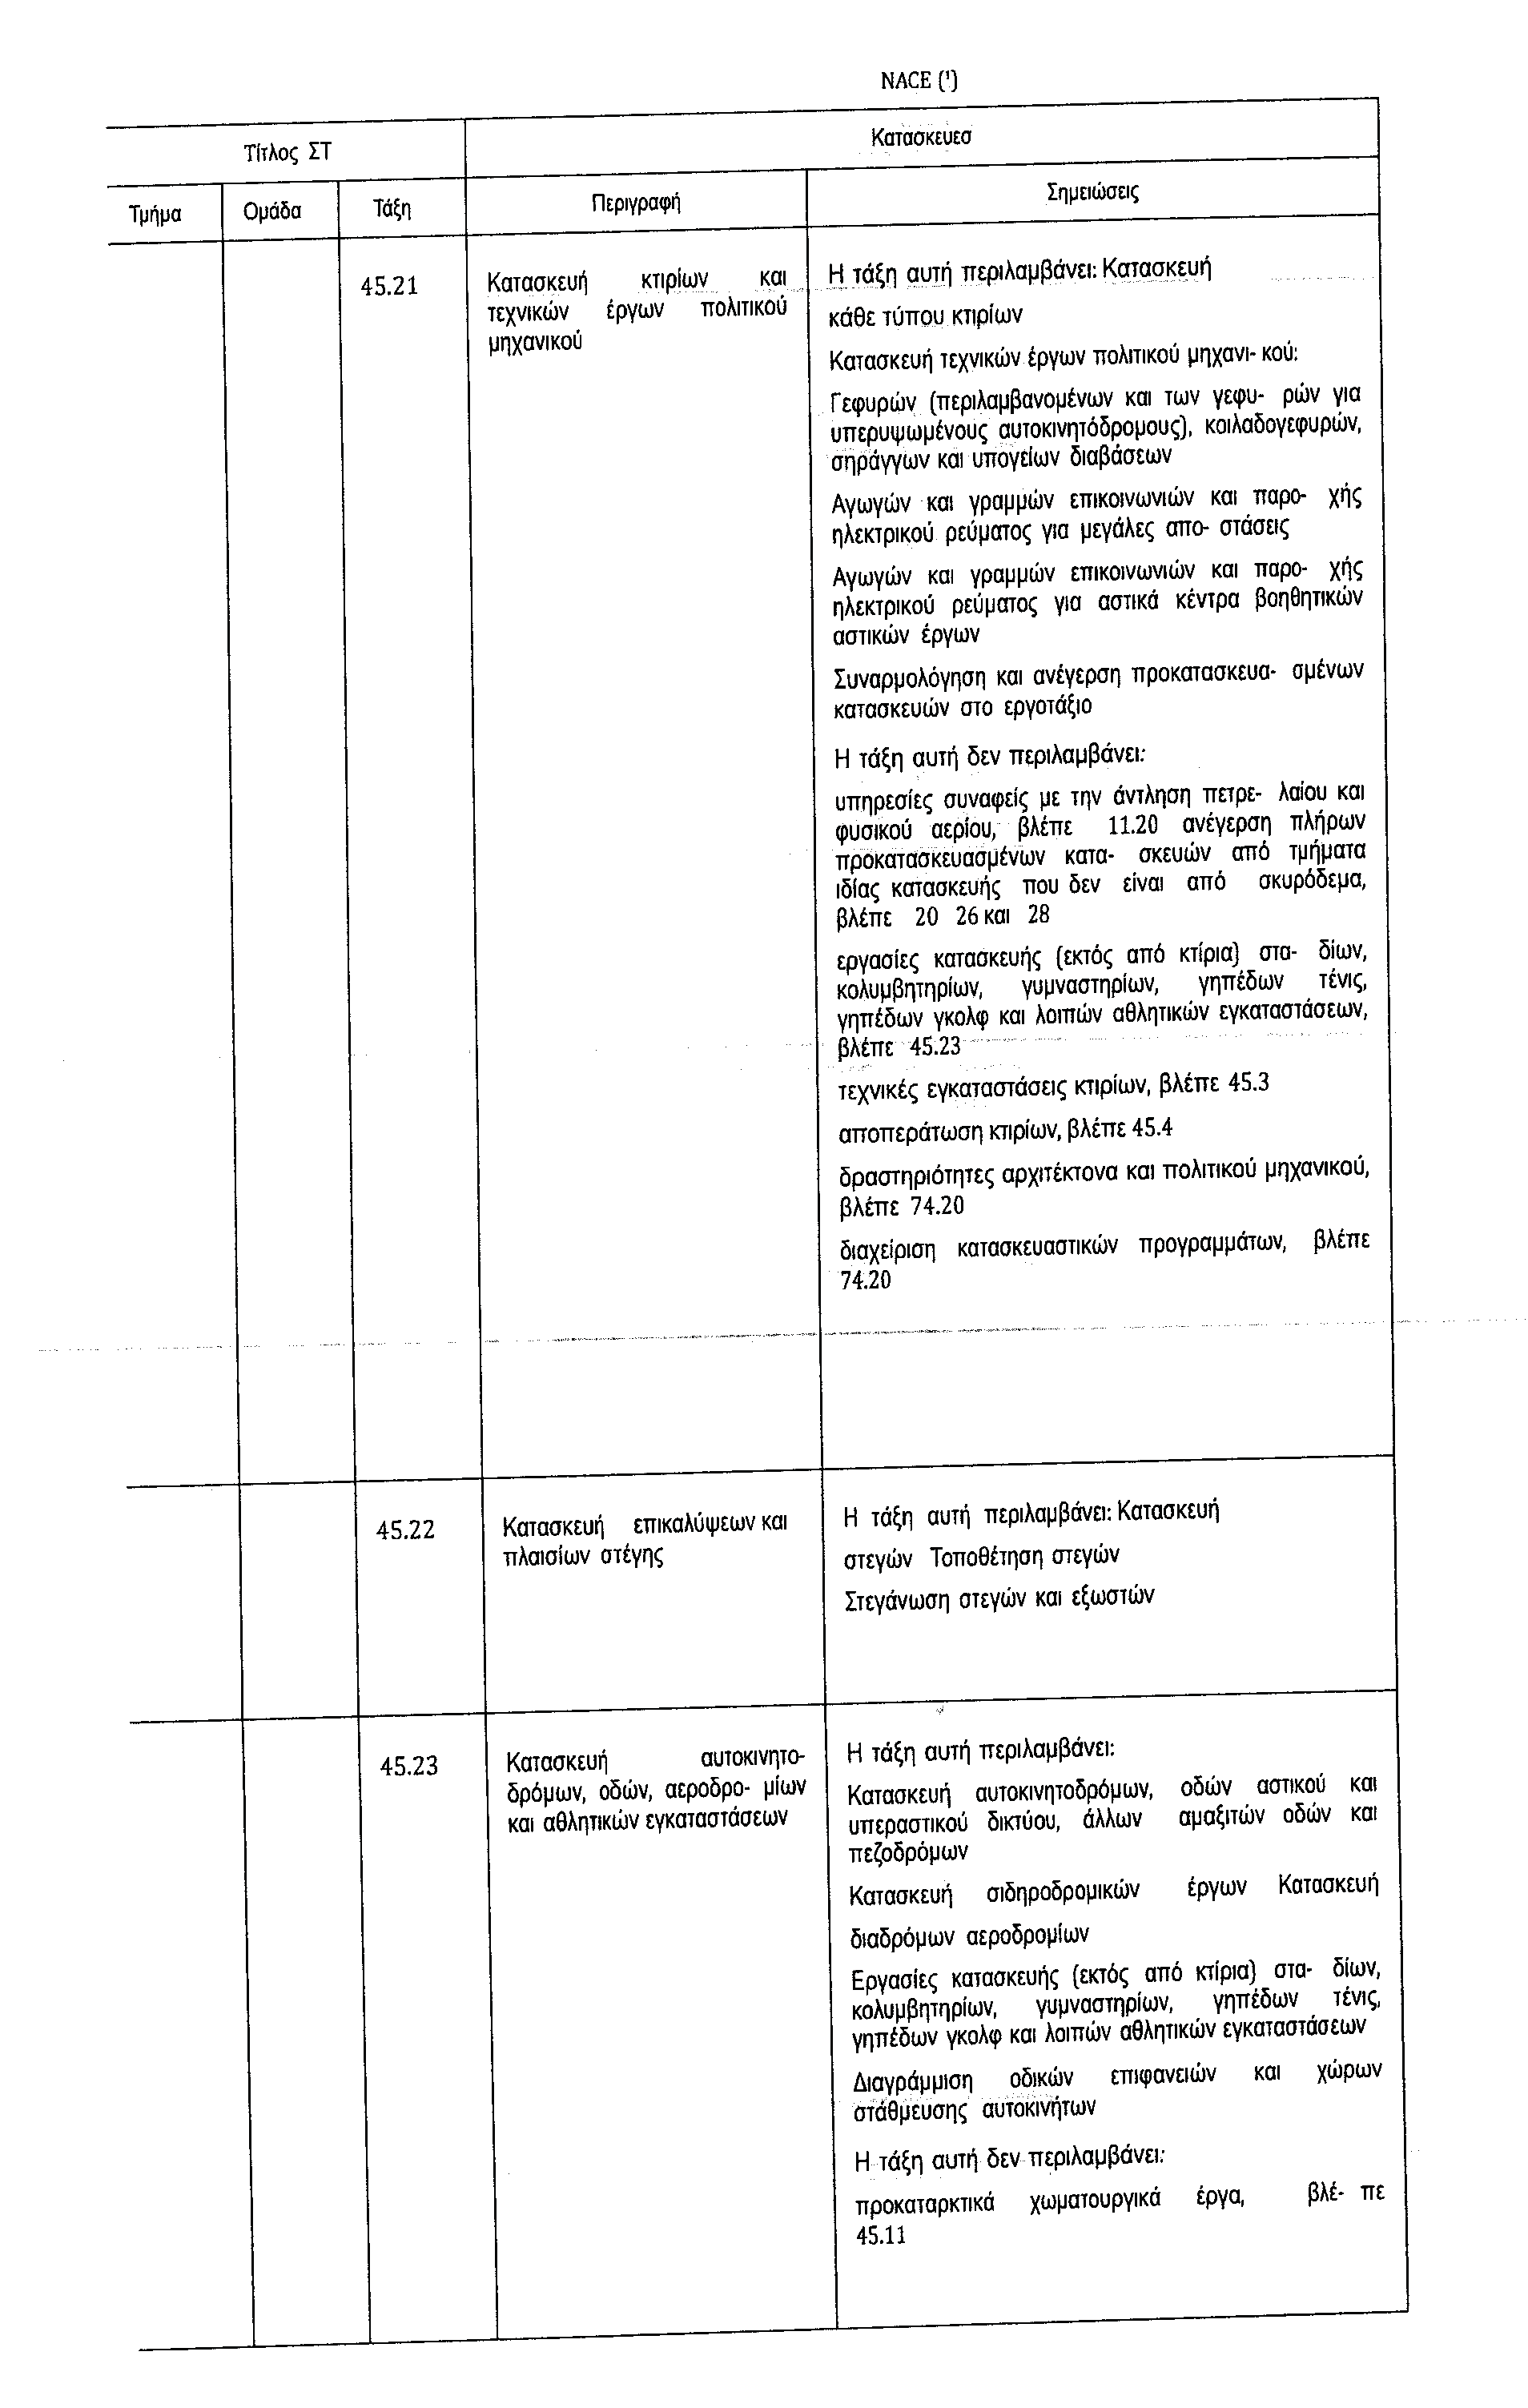 NACE (¹)
Τίτλος ΣΤ
Κατασκευεσ
Τμήμα
Ομάδα
Τάξη
Περιγραφή
Σημειώσεις
45.21
Κατασκευή κτιρίων και
τεχνικών έργων πολιτικού
μηχανικού
Η τάξη αυτή περιλαμβάνει: Κατασκευή
κάθε τύπου κτιρίων
Κατασκευή τεχνικών έργων πολιτικού μηχανι- κού:
Γεφυρών (περιλαμβανομένων και των γεφυ- ρών για
υπερυψωμένους αυτοκινητόδρομους), κοιλαδογεφυρών,
σηράγγων και υπογείων διαβάσεων
Αγωγών και γραμμών επικοινωνιών και παρο- χής
ηλεκτρικού ρεύματος για μεγάλες απο- στάσεις
Αγωγών και γραμμών επικοινωνιών και παρο- χής
ηλεκτρικού ρεύματος για αστικά κέντρα βοηθητικών
αστικών έργων
Συναρμολόγηση και ανέγερση προκατασκευα- σμένων
κατασκευών στο εργοτάξιο
Η τάξη αυτή δεν περιλαμβάνει:
υπηρεσίες συναφείς με την άντληση πετρε- λαίου και
φυσικού αερίου, βλέπε 11.20 ανέγερση πλήρων
προκατασκευασμένων κατα- σκευών από τμήματα
ιδίας κατασκευής που δεν είναι από σκυρόδεμα,
βλέπε 20 26 και 28
εργασίες κατασκευής (εκτός από κτίρια) στα- δίων,
κολυμβητηρίων, γυμναστηρίων, γηπέδων τένις,
γηπέδων γκολφ και λοιπών αθλητικών εγκαταστάσεων,
βλέπε 45.23
τεχνικές εγκαταστάσεις κτιρίων, βλέπε 45.3
αποπεράτωση κτιρίων, βλέπε 45.4
δραστηριότητες αρχιτέκτονα και πολιτικού μηχανικού,
βλέπε 74.20
διαχείριση κατασκευαστικών προγραμμάτων, βλέπε
74.20
45.22
Κατασκευή επικαλύψεων και
πλαισίων στέγης
Η τάξη αυτή περιλαμβάνει: Κατασκευή
στεγών Τοποθέτηση στεγών
Στεγάνωση στεγών και εξωστών
45.23
Κατασκευή αυτοκινητο-
δρόμων, οδών, αεροδρο- μίων
και αθλητικών εγκαταστάσεων
Η τάξη αυτή περιλαμβάνει:
Κατασκευή αυτοκινητοδρόμων, οδών αστικού και
υπεραστικού δικτύου, άλλων αμαξιτών οδών και
πεζοδρόμων
Κατασκευή σιδηροδρομικών έργων Κατασκευή
διαδρόμων αεροδρομίων
Εργασίες κατασκευής (εκτός από κτίρια) στα- δίων,
κολυμβητηρίων, γυμναστηρίων, γηπέδων τένις,
γηπέδων γκολφ και λοιπών αθλητικών εγκαταστάσεων
Διαγράμμιση οδικών επιφανειών και χώρων
στάθμευσης αυτοκινήτων
Η τάξη αυτή δεν περιλαμβάνει:
προκαταρκτικά χωματουργικά έργα, βλέ- πε
45.11